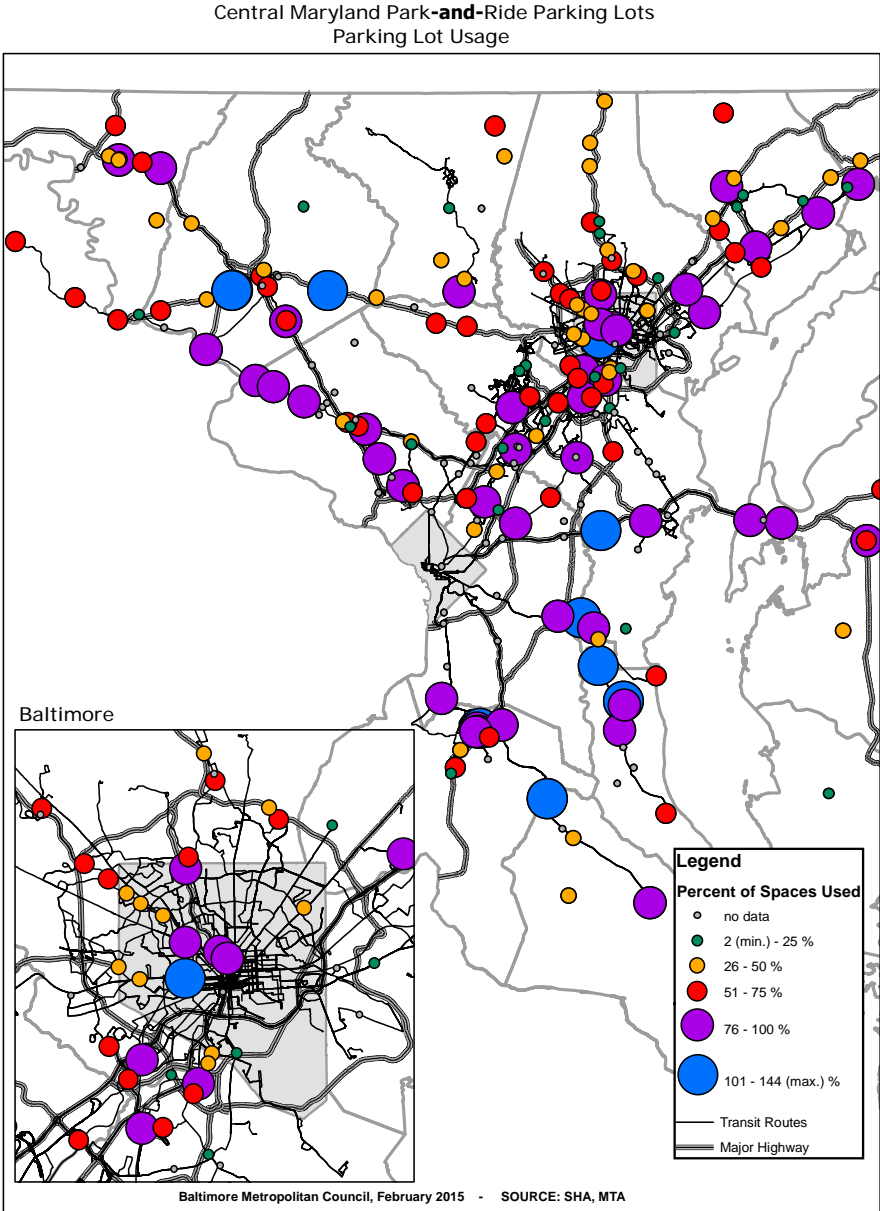 Central Maryland Park-and-Ride Parking Lots
Parking Lot Usage
Baltimore
Legend
Percent of Spaces Used
no data
2 (min.) - 25 %
26 - 50 %
51 - 75 %
76 - 100 %
101 - 144 (max.) %
Transit Routes
Major Highway
Baltimore Metropolitan Council, February 2015 - SOURCE: SHA, MTA